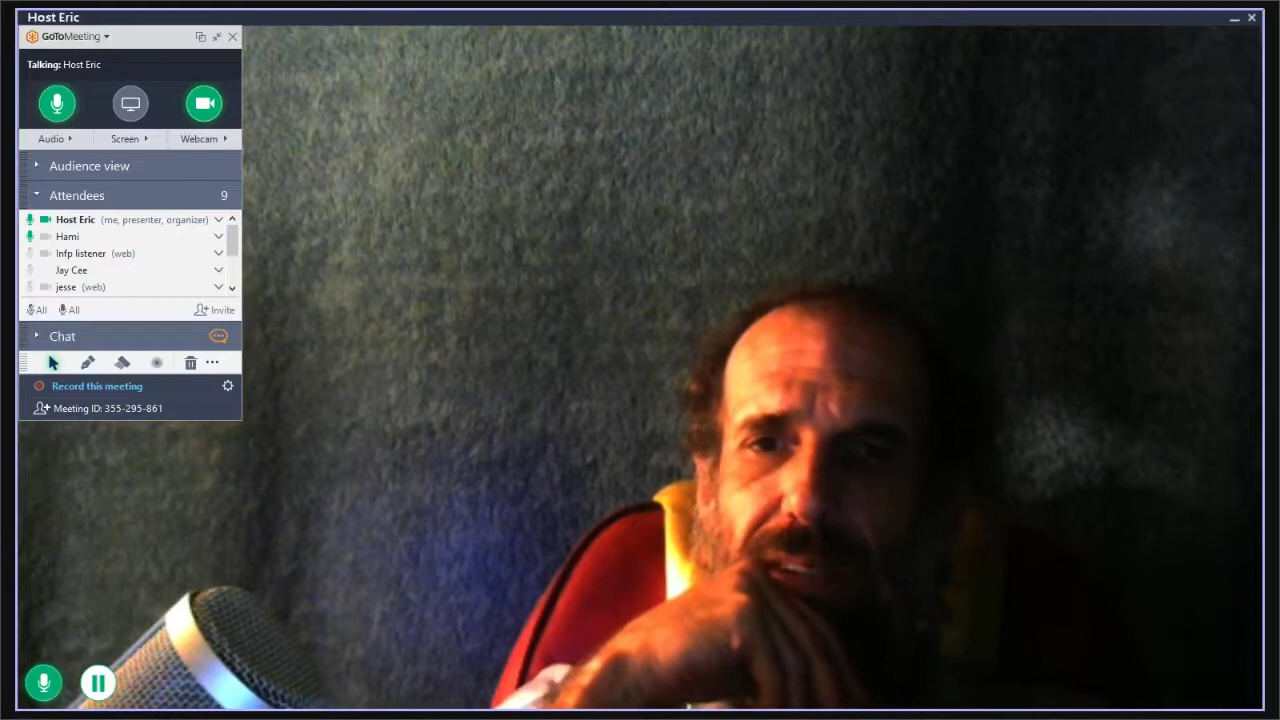 Host Eric
GoToMeeting
Talking: Host Eric
Audio
Screen
Webcam
Audience view
Attendees 9
Host Eric (me, presenter, organizer)
Hami
Infp listener (web)
Jay Cee
jesse (web)
All All Invite
Chat
Record this meeting
Meeting ID: 355-295-861